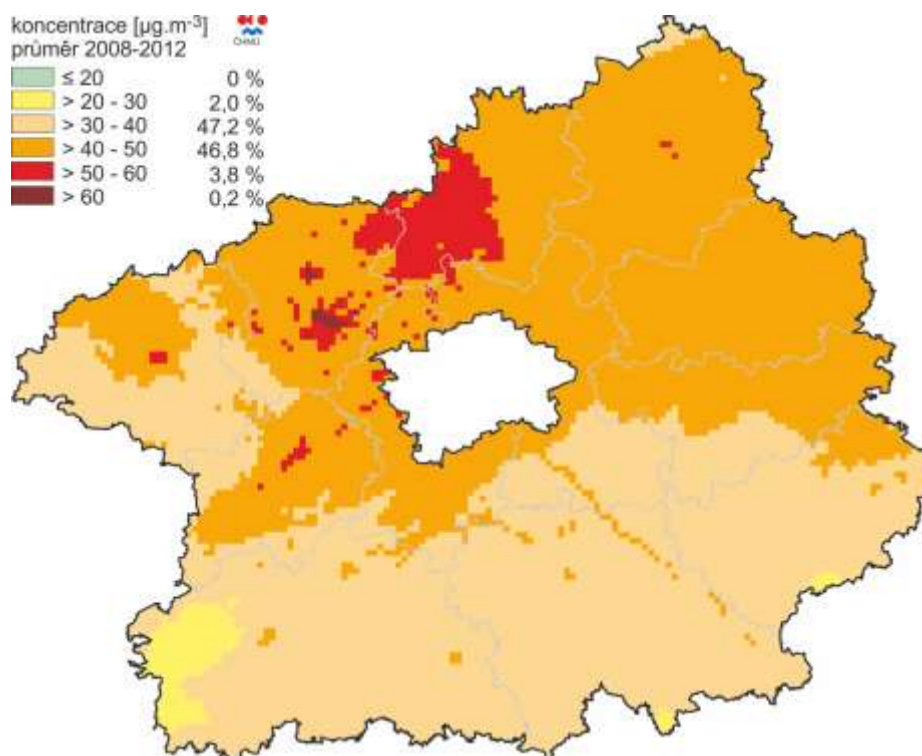 koncentrace [µg.m⁻³]
průměr 2008-2012
CHMU
≤ 20 0 %
> 20 - 30 2,0 %
> 30 - 40 47,2 %
> 40 - 50 46,8 %
> 50 - 60 3,8 %
> 60 0,2 %